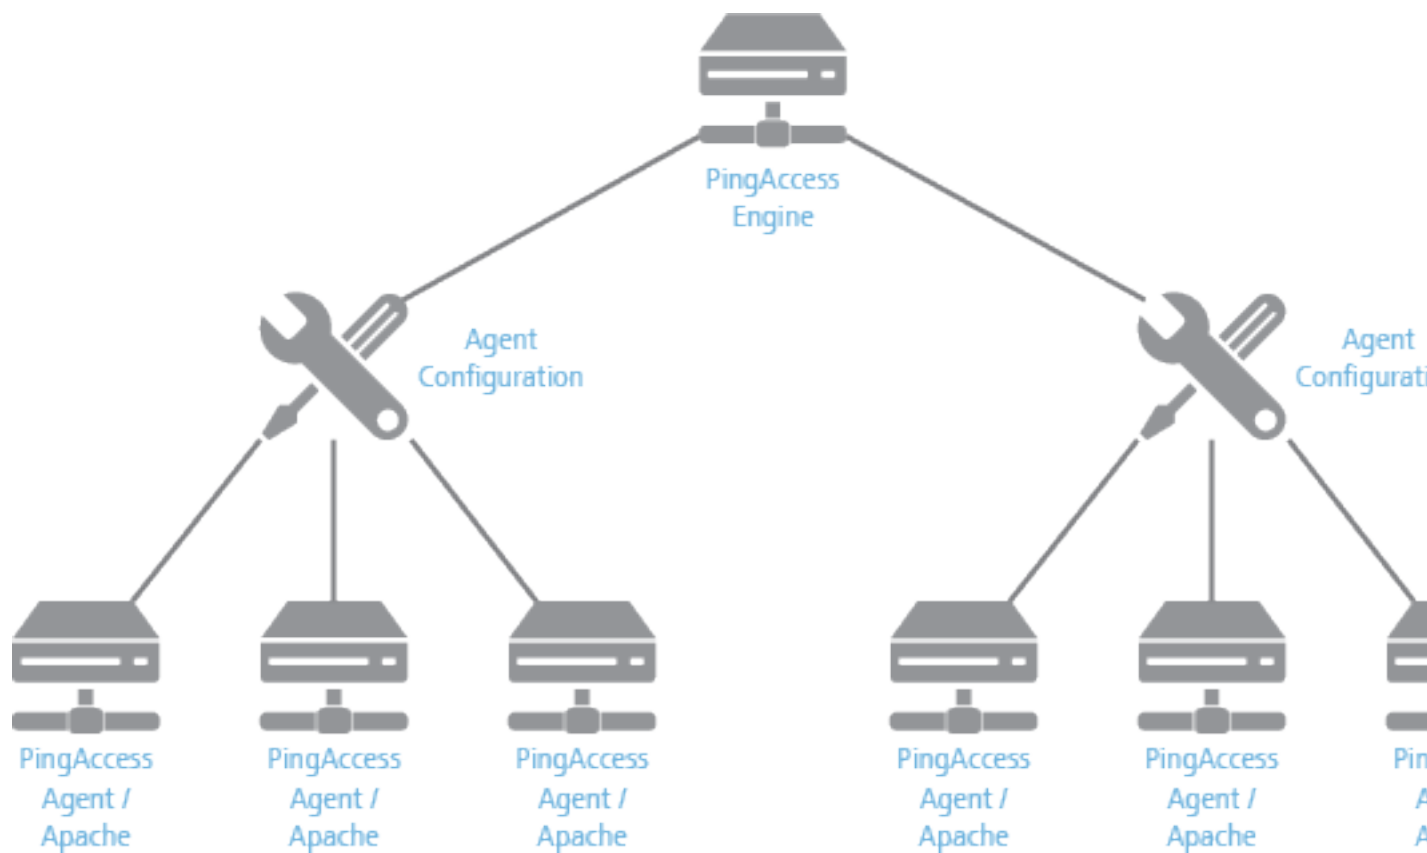 PingAccess
Engine
Agent
Configuration
Agent
PingAccess
Agent /
Apache
PingAccess
Agent /
Apache
PingAccess
Agent /
Apache
PingAccess
Agent /
Apache
PingAccess
Agent /
Apache